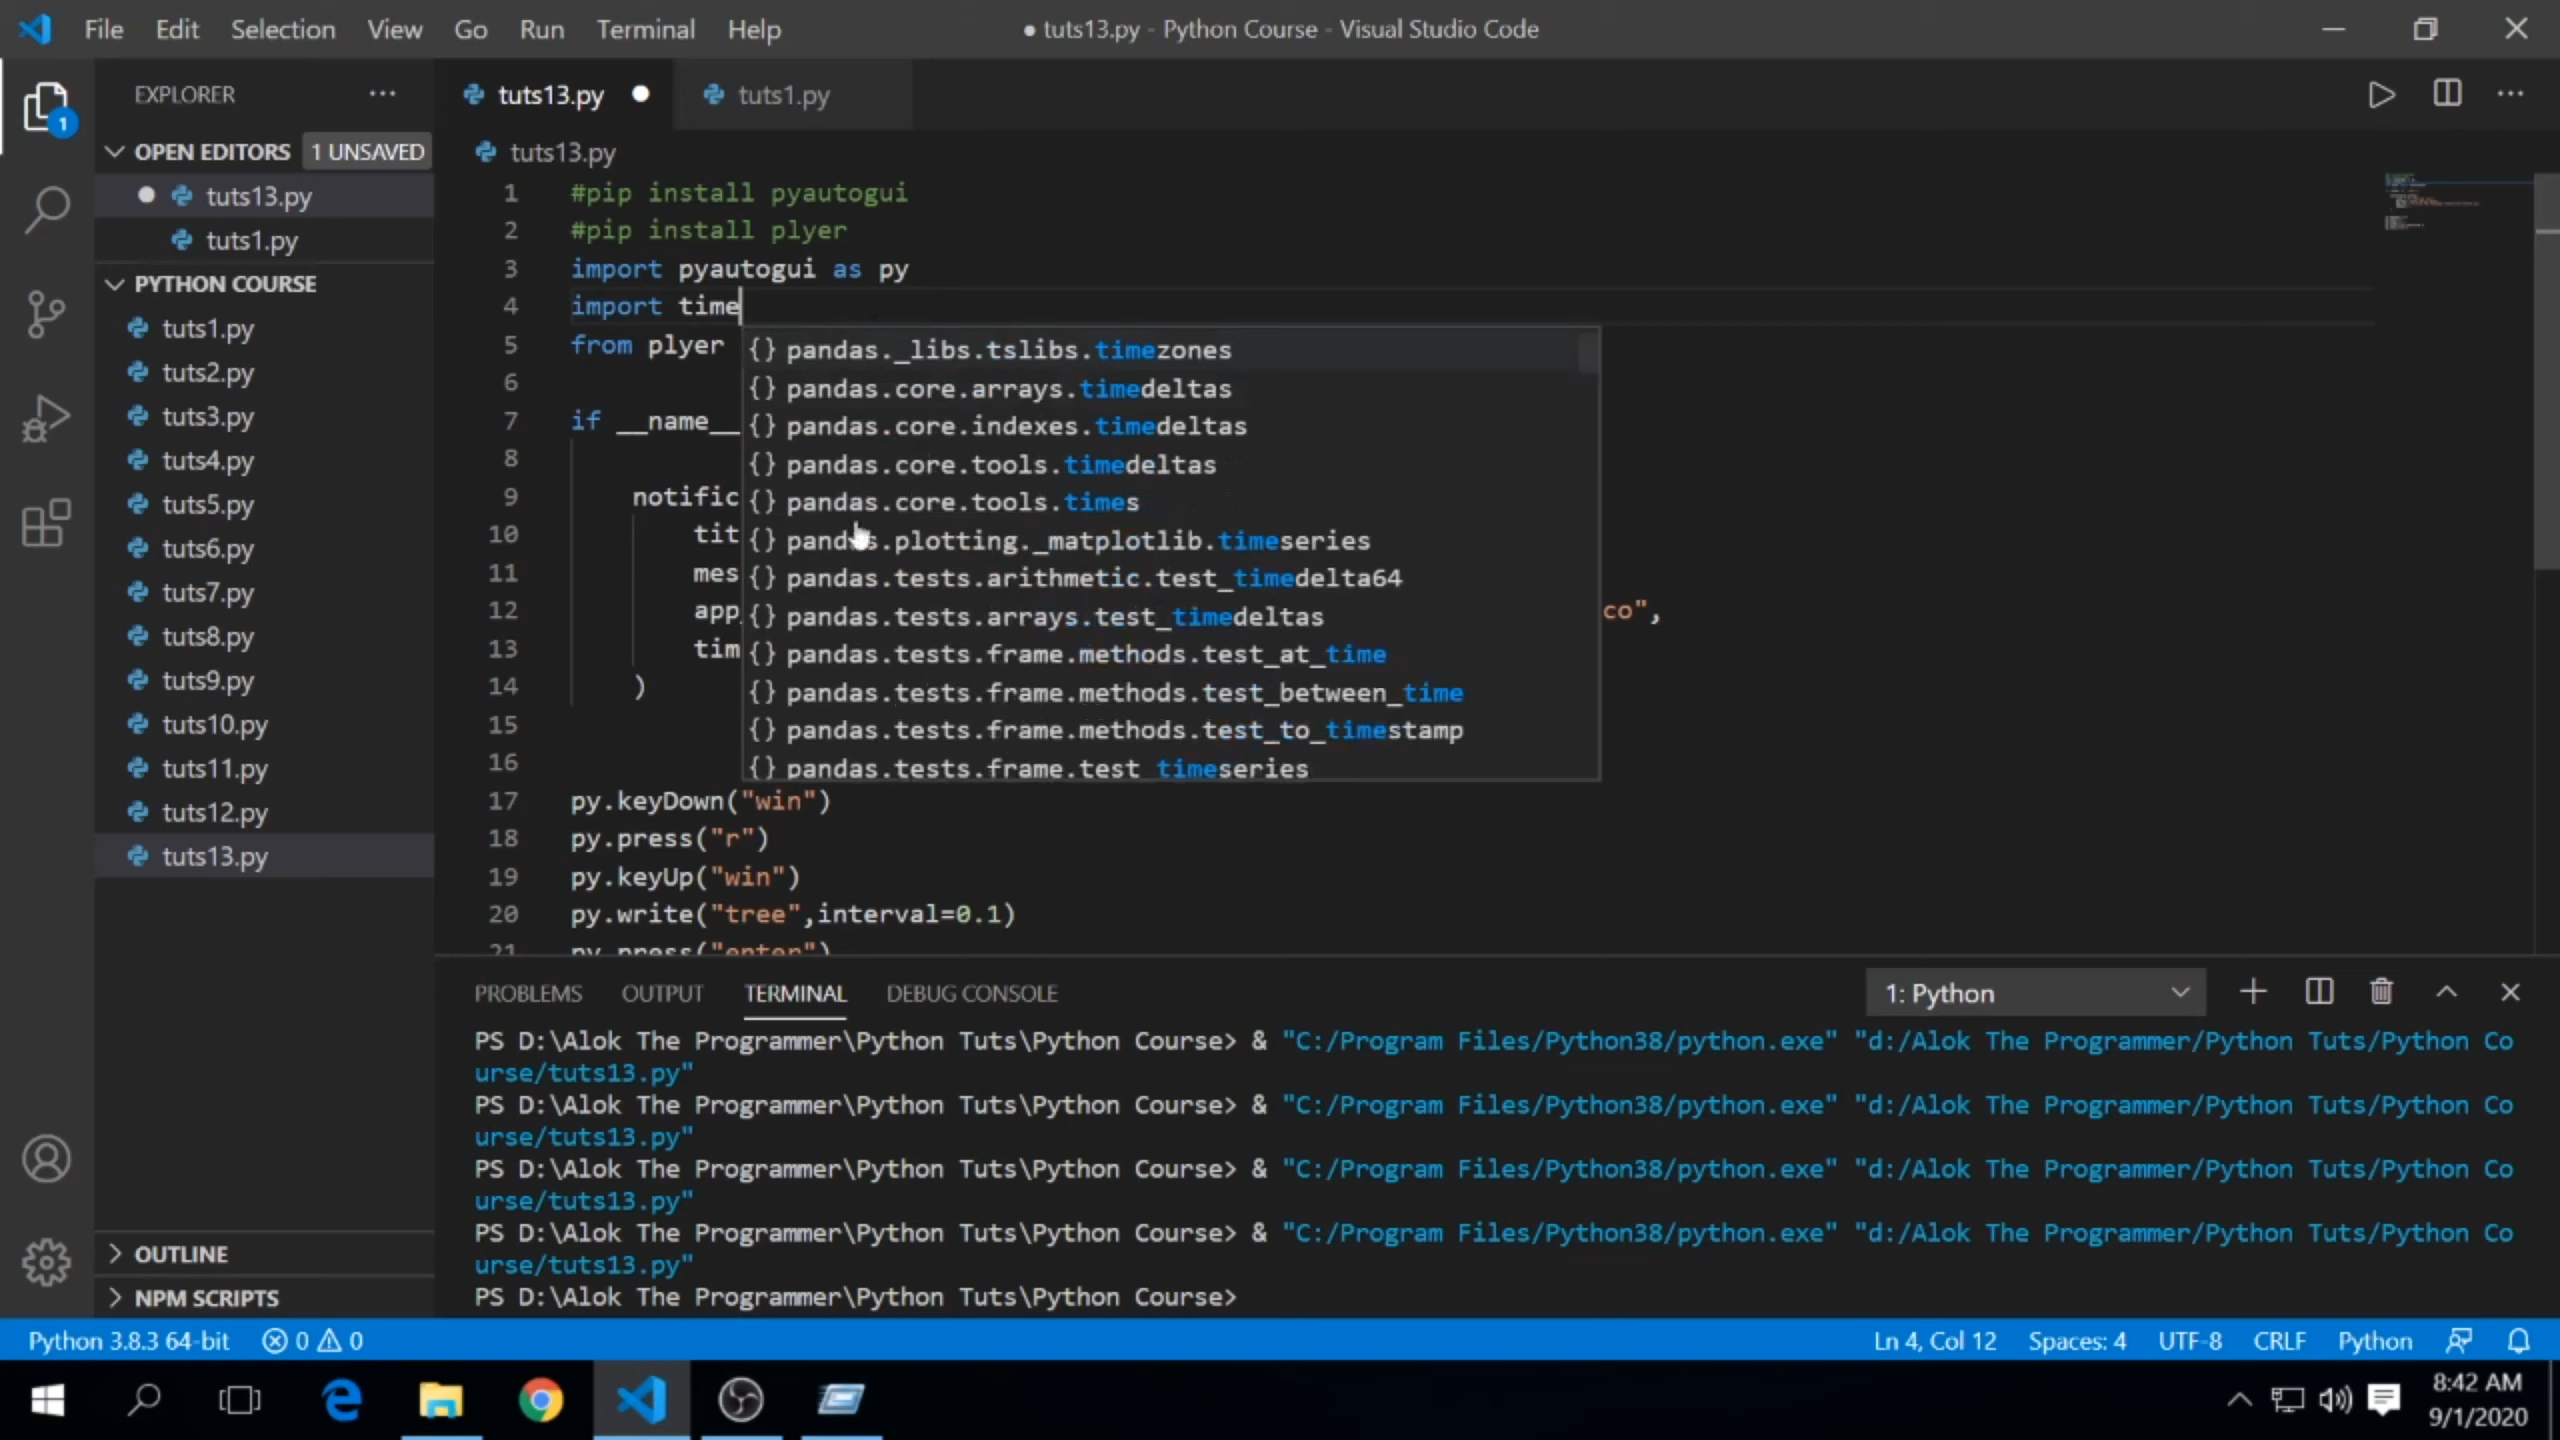 File Edit Selection View Go Run Terminal Help
● tuts13.py - Python Course - Visual Studio Code
EXPLORER
OPEN EDITORS 1 UNSAVED
tuts13.py
tuts1.py
PYTHON COURSE
tuts1.py
tuts2.py
tuts3.py
tuts4.py
tuts5.py
tuts6.py
tuts7.py
tuts8.py
tuts9.py
tuts10.py
tuts11.py
tuts12.py
tuts13.py
OUTLINE
NPM SCRIPTS
1
tuts13.py tuts1.py
tuts13.py
1 #pip install pyautogui
2 #pip install plyer
3 import pyautogui as py
4 import time
5 from plyer
6
7 if __name__
8
9 notific
10 tit
11 mes
12 app_ co",
13 tim
14 )
15
16
17 py.keyDown("win")
18 py.press("r")
19 py.keyUp("win")
20 py.write("tree",interval=0.1)
21 py.press("enter")
{} pandas._libs.tslibs.timezones
{} pandas.core.arrays.timedeltas
{} pandas.core.indexes.timedeltas
{} pandas.core.tools.timedeltas
{} pandas.core.tools.times
{} pandas.plotting._matplotlib.timeseries
{} pandas.tests.arithmetic.test_timedelta64
{} pandas.tests.arrays.test_timedeltas
{} pandas.tests.frame.methods.test_at_time
{} pandas.tests.frame.methods.test_between_time
{} pandas.tests.frame.methods.test_to_timestamp
{} pandas.tests.frame.test_timeseries
PROBLEMS OUTPUT TERMINAL DEBUG CONSOLE
1: Python
PS D:\Alok The Programmer\Python Tuts\Python Course> & "C:/Program Files/Python38/python.exe" "d:/Alok The Programmer/Python Tuts/Python Co
urse/tuts13.py"
PS D:\Alok The Programmer\Python Tuts\Python Course> & "C:/Program Files/Python38/python.exe" "d:/Alok The Programmer/Python Tuts/Python Co
urse/tuts13.py"
PS D:\Alok The Programmer\Python Tuts\Python Course> & "C:/Program Files/Python38/python.exe" "d:/Alok The Programmer/Python Tuts/Python Co
urse/tuts13.py"
PS D:\Alok The Programmer\Python Tuts\Python Course> & "C:/Program Files/Python38/python.exe" "d:/Alok The Programmer/Python Tuts/Python Co
urse/tuts13.py"
PS D:\Alok The Programmer\Python Tuts\Python Course>
Python 3.8.3 64-bit 0 0
Ln 4, Col 12 Spaces: 4 UTF-8 CRLF Python
8:42 AM
9/1/2020